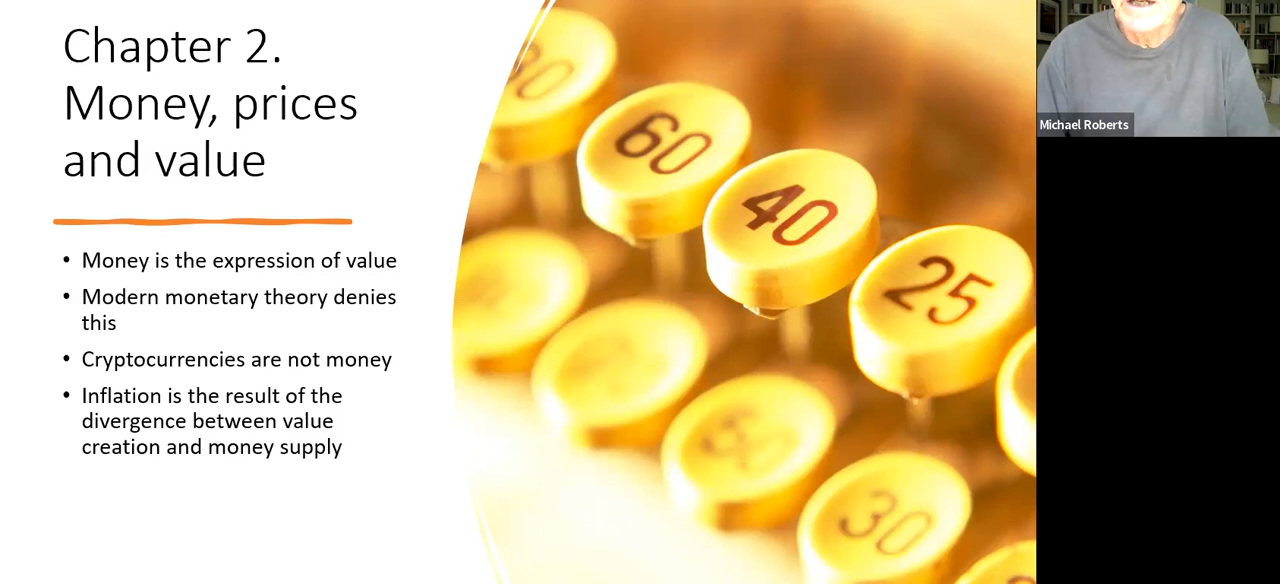 Chapter 2.
Money, prices
and value
• Money is the expression of value
• Modern monetary theory denies
this
• Cryptocurrencies are not money
• Inflation is the result of the
divergence between value
creation and money supply
60
40
25
30
Michael Roberts